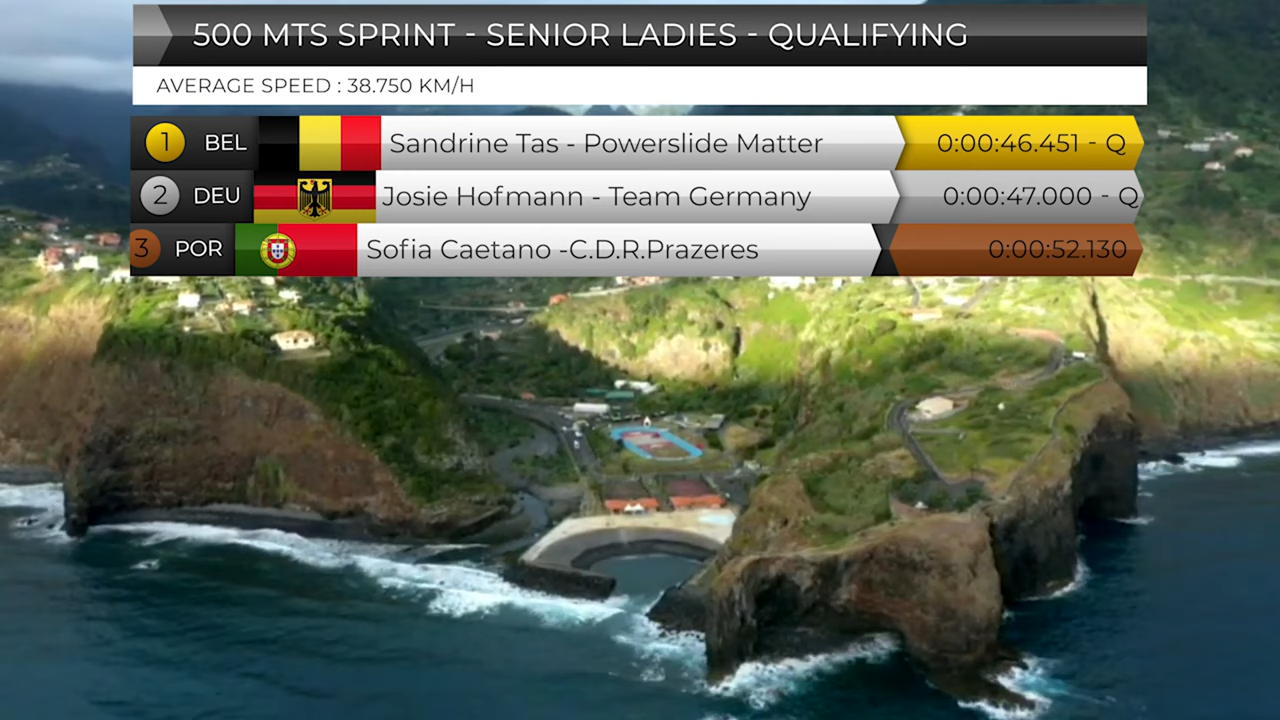 500 MTS SPRINT - SENIOR LADIES - QUALIFYING
AVERAGE SPEED : 38.750 KM/H
1 BEL Sandrine Tas - Powerslide Matter 0:00:46.451 - Q
2 DEU Josie Hofmann - Team Germany 0:00:47.000 - Q
3 POR Sofia Caetano -C.D.R.Prazeres 0:00:52.130